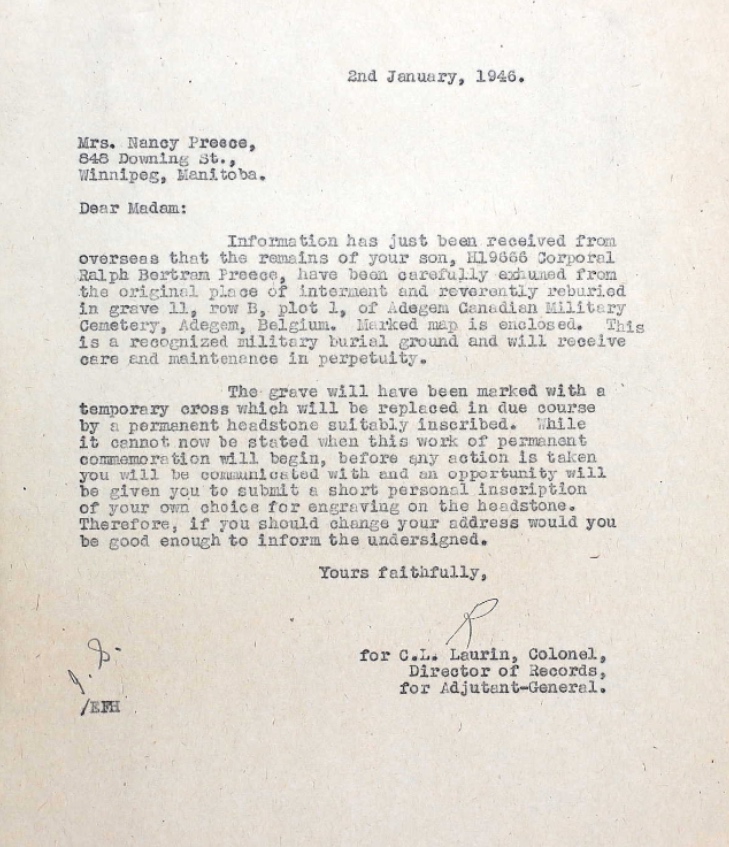 2nd January, 1946.
Mrs. Nancy Preece,
848 Downing St.,
Winnipeg, Manitoba.
Dear Madam:
Information has just been received from
overseas that the remains of your son, H19666 Corporal
Ralph Bertram Preece, have been carefully exhumed from
the original place of interment and reverently reburied
in grave 11, row B, plot 1, of Adegem Canadian Military
Cemetery, Adegem, Belgium. Marked map is enclosed. This
is a recognized military burial ground and will receive
care and maintenance in perpetuity.
The grave will have been marked with a
temporary cross which will be replaced in due course
by a permanent headstone suitably inscribed. While
it cannot now be stated when this work of permanent
commemoration will begin, before any action is taken
you will be communicated with and an opportunity will
be given you to submit a short personal inscription
of your own choice for engraving on the headstone.
Therefore, if you should change your address would you
be good enough to inform the undersigned.
Yours faithfully,
for C.L. Laurin, Colonel,
Director of Records,
for Adjutant-General.
/EFH